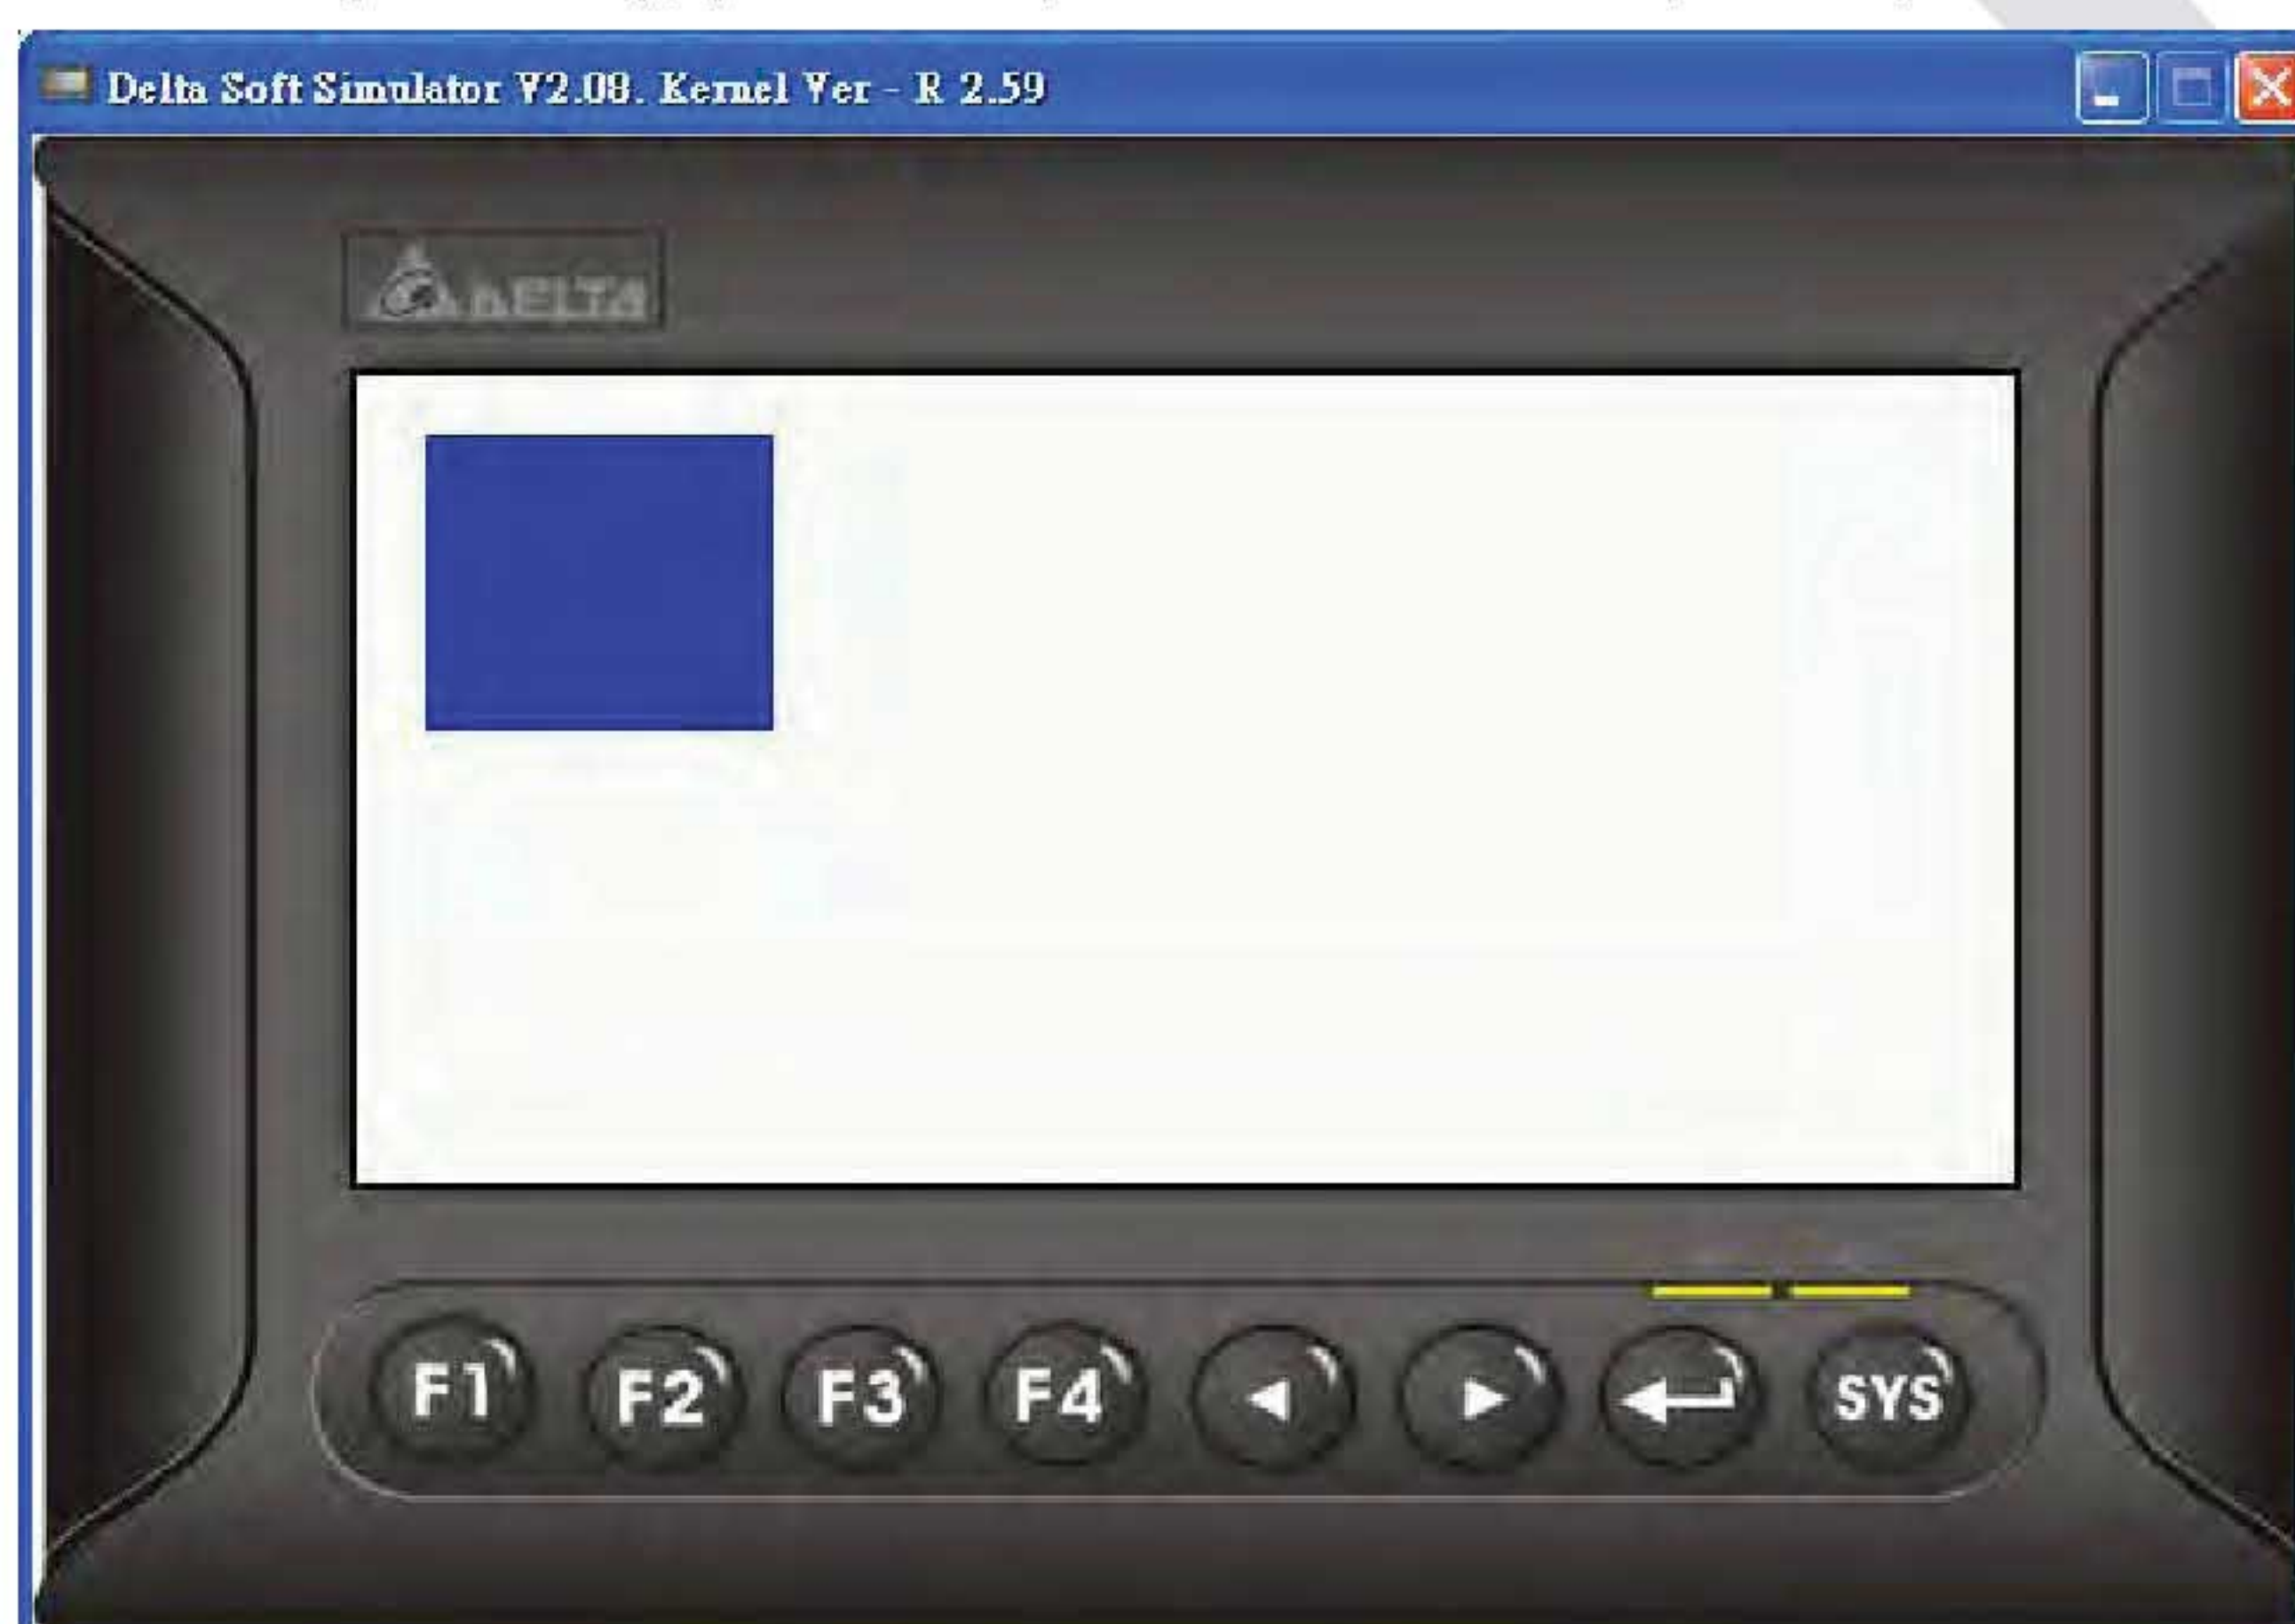 Delta Soft Simulator V2.08. Kernel Ver - R 2.59
DELTA
F1 F2 F3 F4 SYS